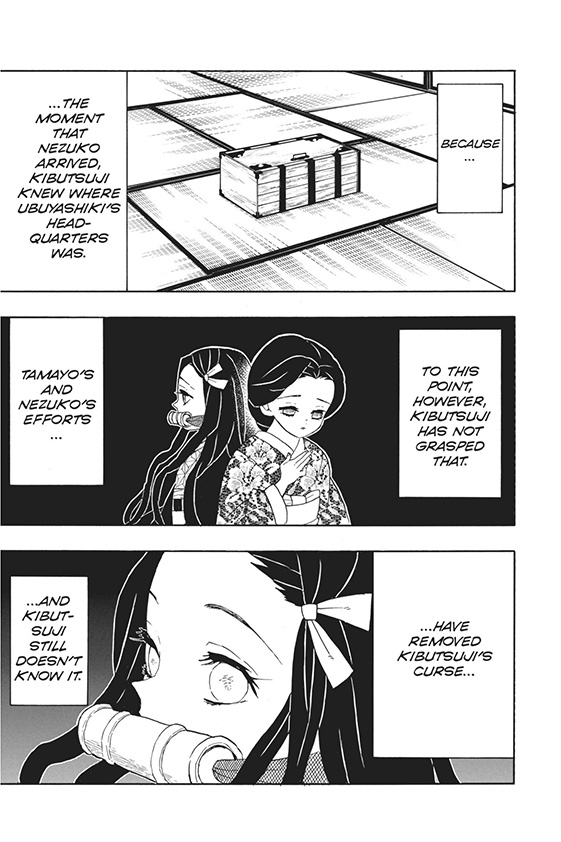 BECAUSE
...
...THE
MOMENT
THAT
NEZUKO
ARRIVED,
KIBUTSUJI
KNEW WHERE
UBUYASHIKI'S
HEAD-
QUARTERS
WAS.
TO THIS
POINT,
HOWEVER,
KIBUTSUJI
HAS NOT
GRASPED
THAT.
TAMAYO'S
AND
NEZUKO'S
EFFORTS
...
...HAVE
REMOVED
KIBUTSUJI'S
CURSE...
...AND
KIBUT-
SUJI
STILL
DOESN'T
KNOW IT.